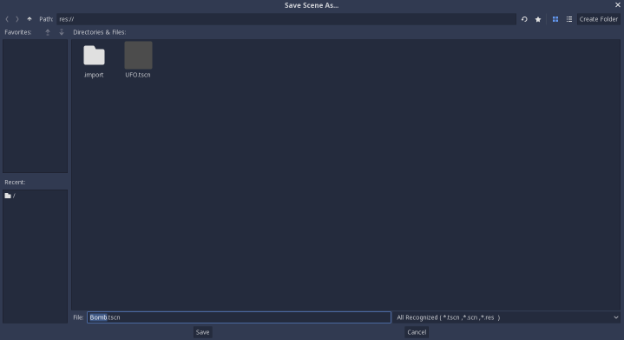 Save Scene As...
Path: res://
Create Folder
Favorites:
Directories & Files:
.import
UFO.tscn
Recent:
/
File: Bomb.tscn
All Recognized ( *.tscn ,*.scn ,*.res )
Save
Cancel